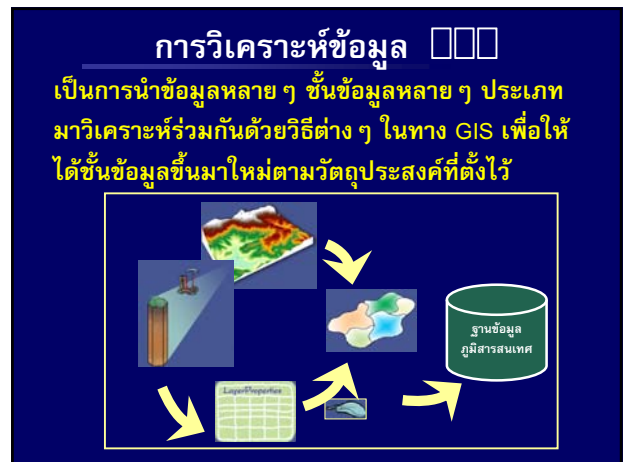 การวิเคราะห์ข้อมูล □□□
เป็นการนำข้อมูลหลาย ๆ ชั้นข้อมูลหลาย ๆ ประเภท
มาวิเคราะห์ร่วมกันด้วยวิธีต่าง ๆ ในทาง GIS เพื่อให้
ได้ชั้นข้อมูลขึ้นมาใหม่ตามวัตถุประสงค์ที่ตั้งไว้
ฐานข้อมูล
ภูมิสารสนเทศ
LayerProperties